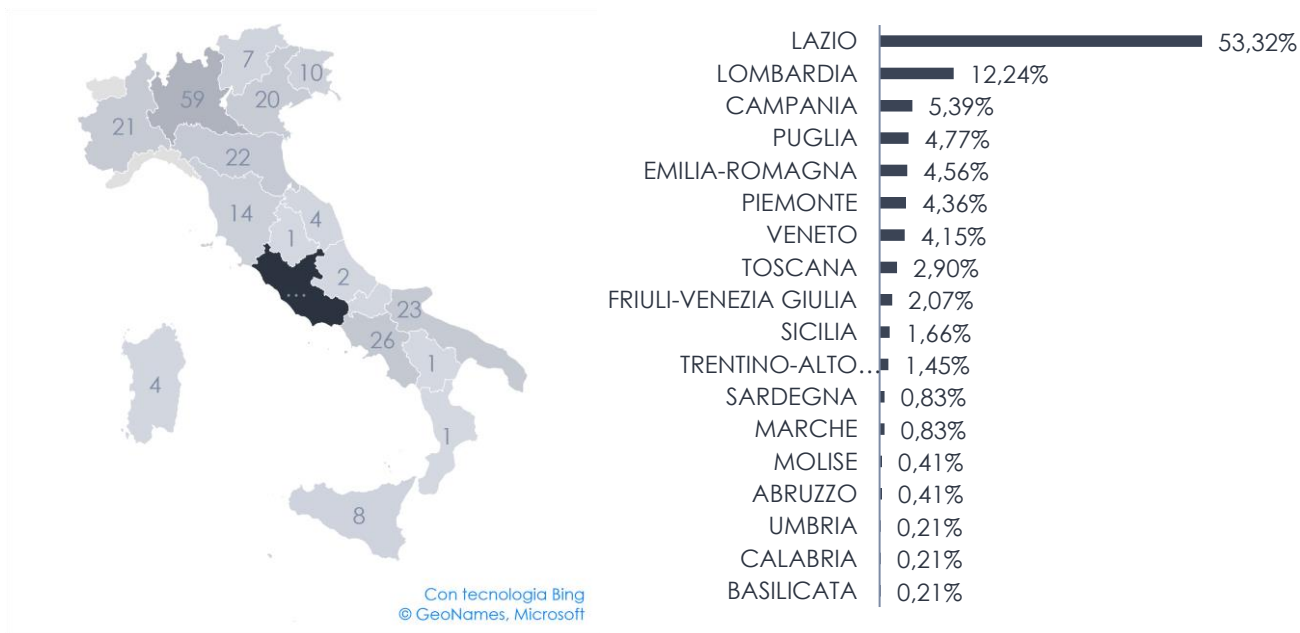 7
10
59
20
21
22
14
4
1
...
2
23
26
1
4
1
8
Con tecnologia Bing
© GeoNames, Microsoft
LAZIO 53,32%
LOMBARDIA 12,24%
CAMPANIA 5,39%
PUGLIA 4,77%
EMILIA-ROMAGNA 4,56%
PIEMONTE 4,36%
VENETO 4,15%
TOSCANA 2,90%
FRIULI-VENEZIA GIULIA 2,07%
SICILIA 1,66%
TRENTINO-ALTO... 1,45%
SARDEGNA 0,83%
MARCHE 0,83%
MOLISE 0,41%
ABRUZZO 0,41%
UMBRIA 0,21%
CALABRIA 0,21%
BASILICATA 0,21%